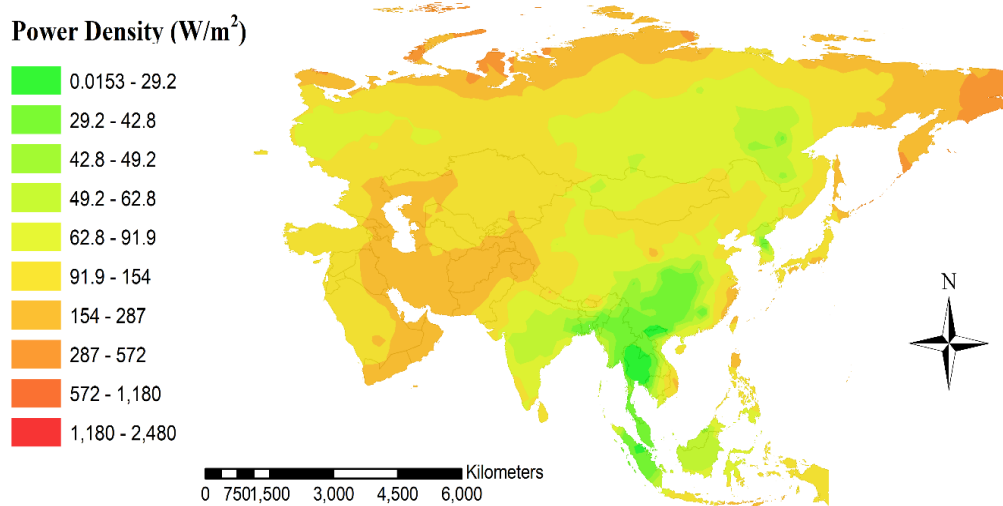 Power Density (W/m²)
0.0153 - 29.2
29.2 - 42.8
42.8 - 49.2
49.2 - 62.8
62.8 - 91.9
91.9 - 154
154 - 287
287 - 572
572 - 1,180
1,180 - 2,480
N
Kilometers
0 7501,500 3,000 4,500 6,000